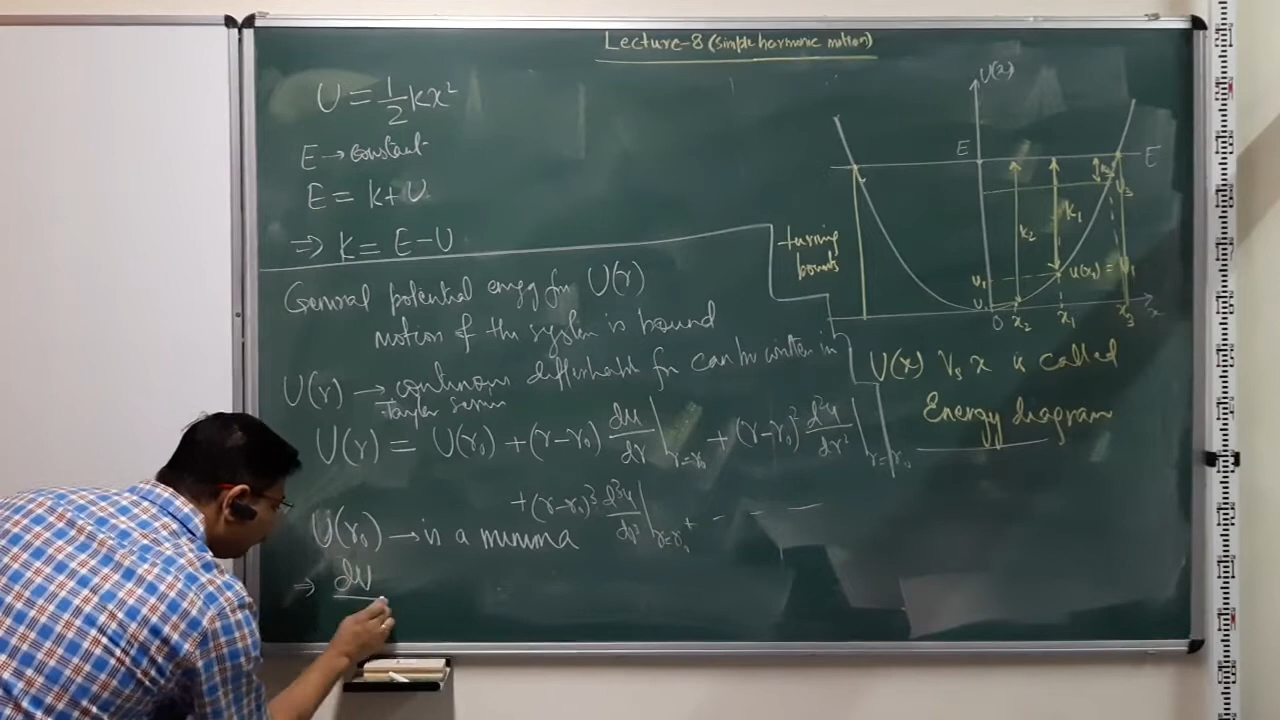 Lecture-8 (simple harmonic motion)
U = 1/2 kx²
E → constant
E = k + U
⇒ k = E - U
General potential energy fn U(r)
motion of the system is bound
U(r) → continuous differentiable fn can be written in
Taylor series
U(r) = U(r₀) + (r-r₀) du/dr |r=r₀ + (r-r₀)² d²u/dr² |r=r₀
+ (r-r₀)³ d³u/dr³ |r=r₀ + - - -
U(r₀) → is a minima
⇒ dU
U(x)
E
E
turning
k₂
k₁
U₃
U(x₁) = U₁
U₁
0 x₂ x₁ x₃ x
U(x) Vs x is called
Energy diagram